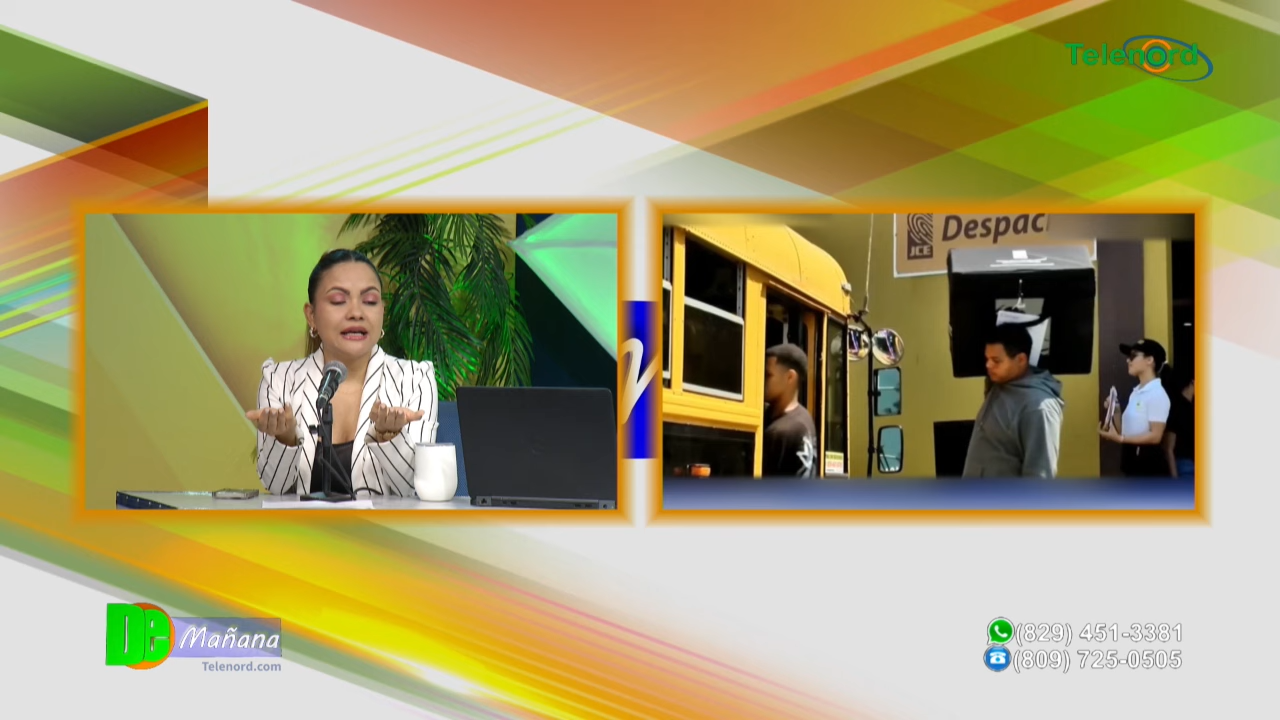 Telenord
Despac
JCE
De
Mañana
Telenord.com
(829) 451-3381
(809) 725-0505